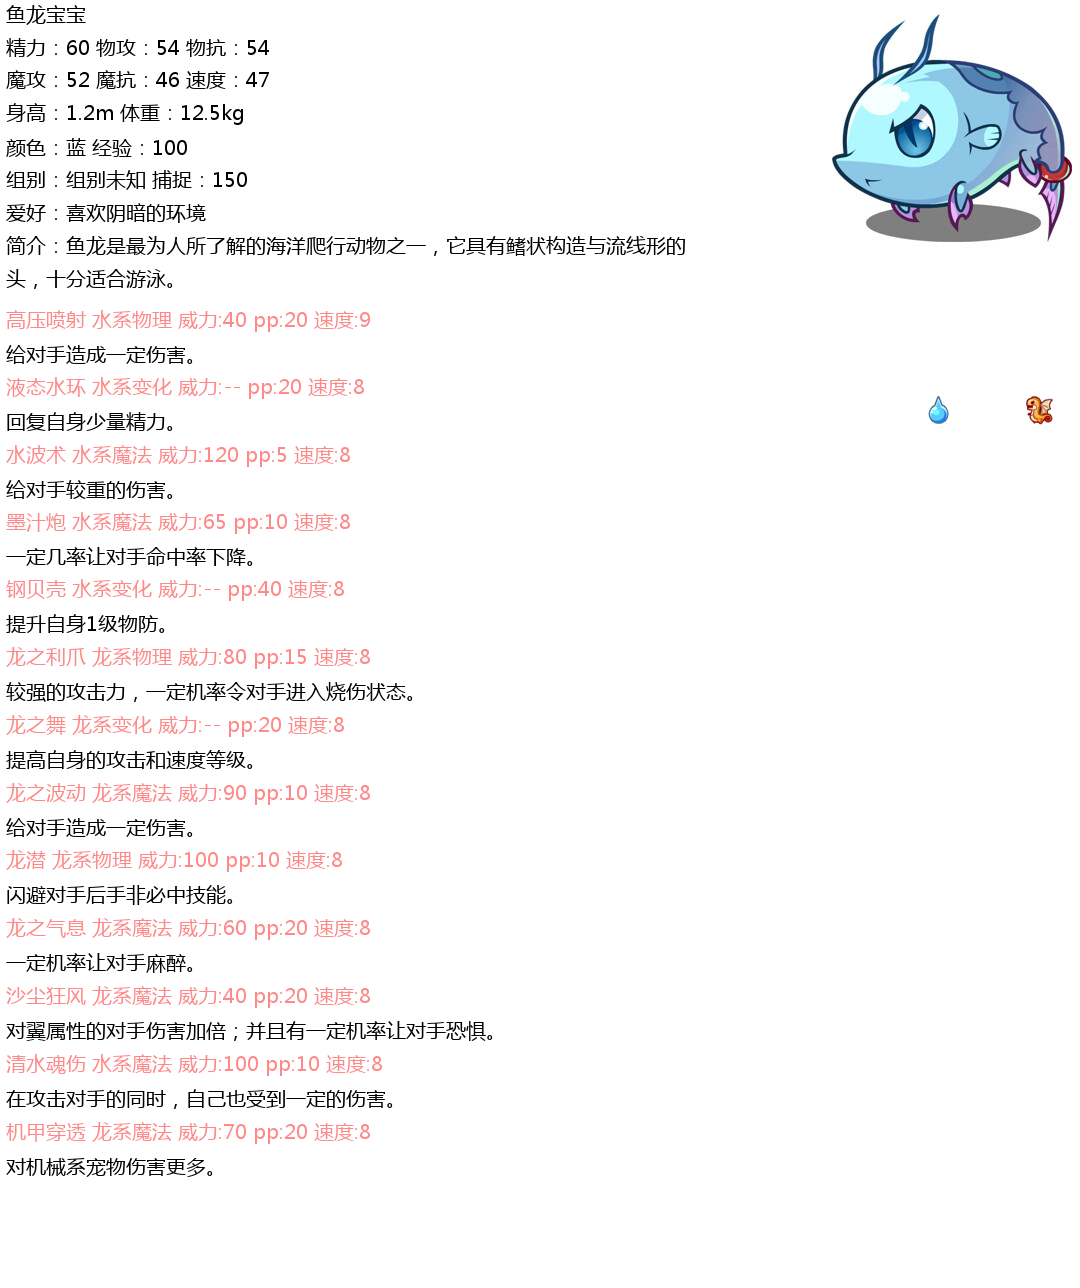 鱼龙宝宝
精力：60 物攻：54 物抗：54
魔攻：52 魔抗：46 速度：47
身高：1.2m 体重：12.5kg
颜色：蓝 经验：100
组别：组别未知 捕捉：150
爱好：喜欢阴暗的环境
简介：鱼龙是最为人所了解的海洋爬行动物之一，它具有鳍状构造与流线形的
头，十分适合游泳。
高压喷射 水系物理 威力:40 pp:20 速度:9
给对手造成一定伤害。
液态水环 水系变化 威力:-- pp:20 速度:8
回复自身少量精力。
水波术 水系魔法 威力:120 pp:5 速度:8
给对手较重的伤害。
墨汁炮 水系魔法 威力:65 pp:10 速度:8
一定几率让对手命中率下降。
钢贝壳 水系变化 威力:-- pp:40 速度:8
提升自身1级物防。
龙之利爪 龙系物理 威力:80 pp:15 速度:8
较强的攻击力，一定机率令对手进入烧伤状态。
龙之舞 龙系变化 威力:-- pp:20 速度:8
提高自身的攻击和速度等级。
龙之波动 龙系魔法 威力:90 pp:10 速度:8
给对手造成一定伤害。
龙潜 龙系物理 威力:100 pp:10 速度:8
闪避对手后手非必中技能。
龙之气息 龙系魔法 威力:60 pp:20 速度:8
一定机率让对手麻醉。
沙尘狂风 龙系魔法 威力:40 pp:20 速度:8
对翼属性的对手伤害加倍；并且有一定机率让对手恐惧。
清水魂伤 水系魔法 威力:100 pp:10 速度:8
在攻击对手的同时，自己也受到一定的伤害。
机甲穿透 龙系魔法 威力:70 pp:20 速度:8
对机械系宠物伤害更多。